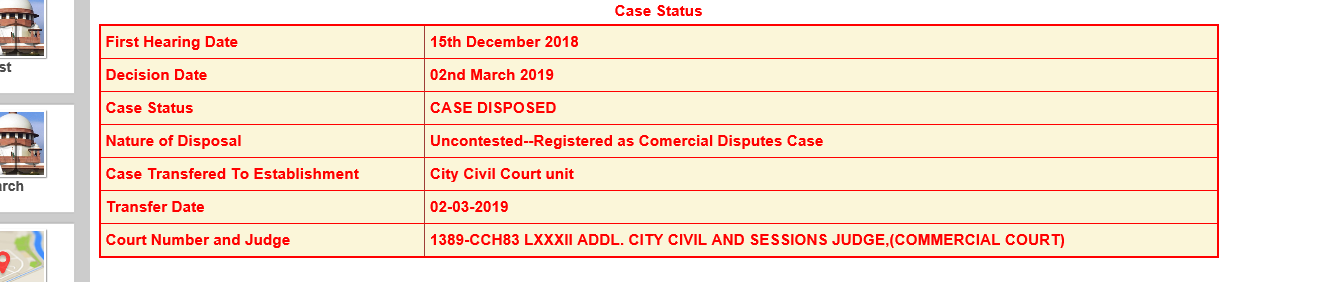 Case Status
First Hearing Date 15th December 2018
Decision Date 02nd March 2019
Case Status CASE DISPOSED
Nature of Disposal Uncontested--Registered as Comercial Disputes Case
Case Transfered To Establishment City Civil Court unit
Transfer Date 02-03-2019
Court Number and Judge 1389-CCH83 LXXXII ADDL. CITY CIVIL AND SESSIONS JUDGE,(COMMERCIAL COURT)
st
arch